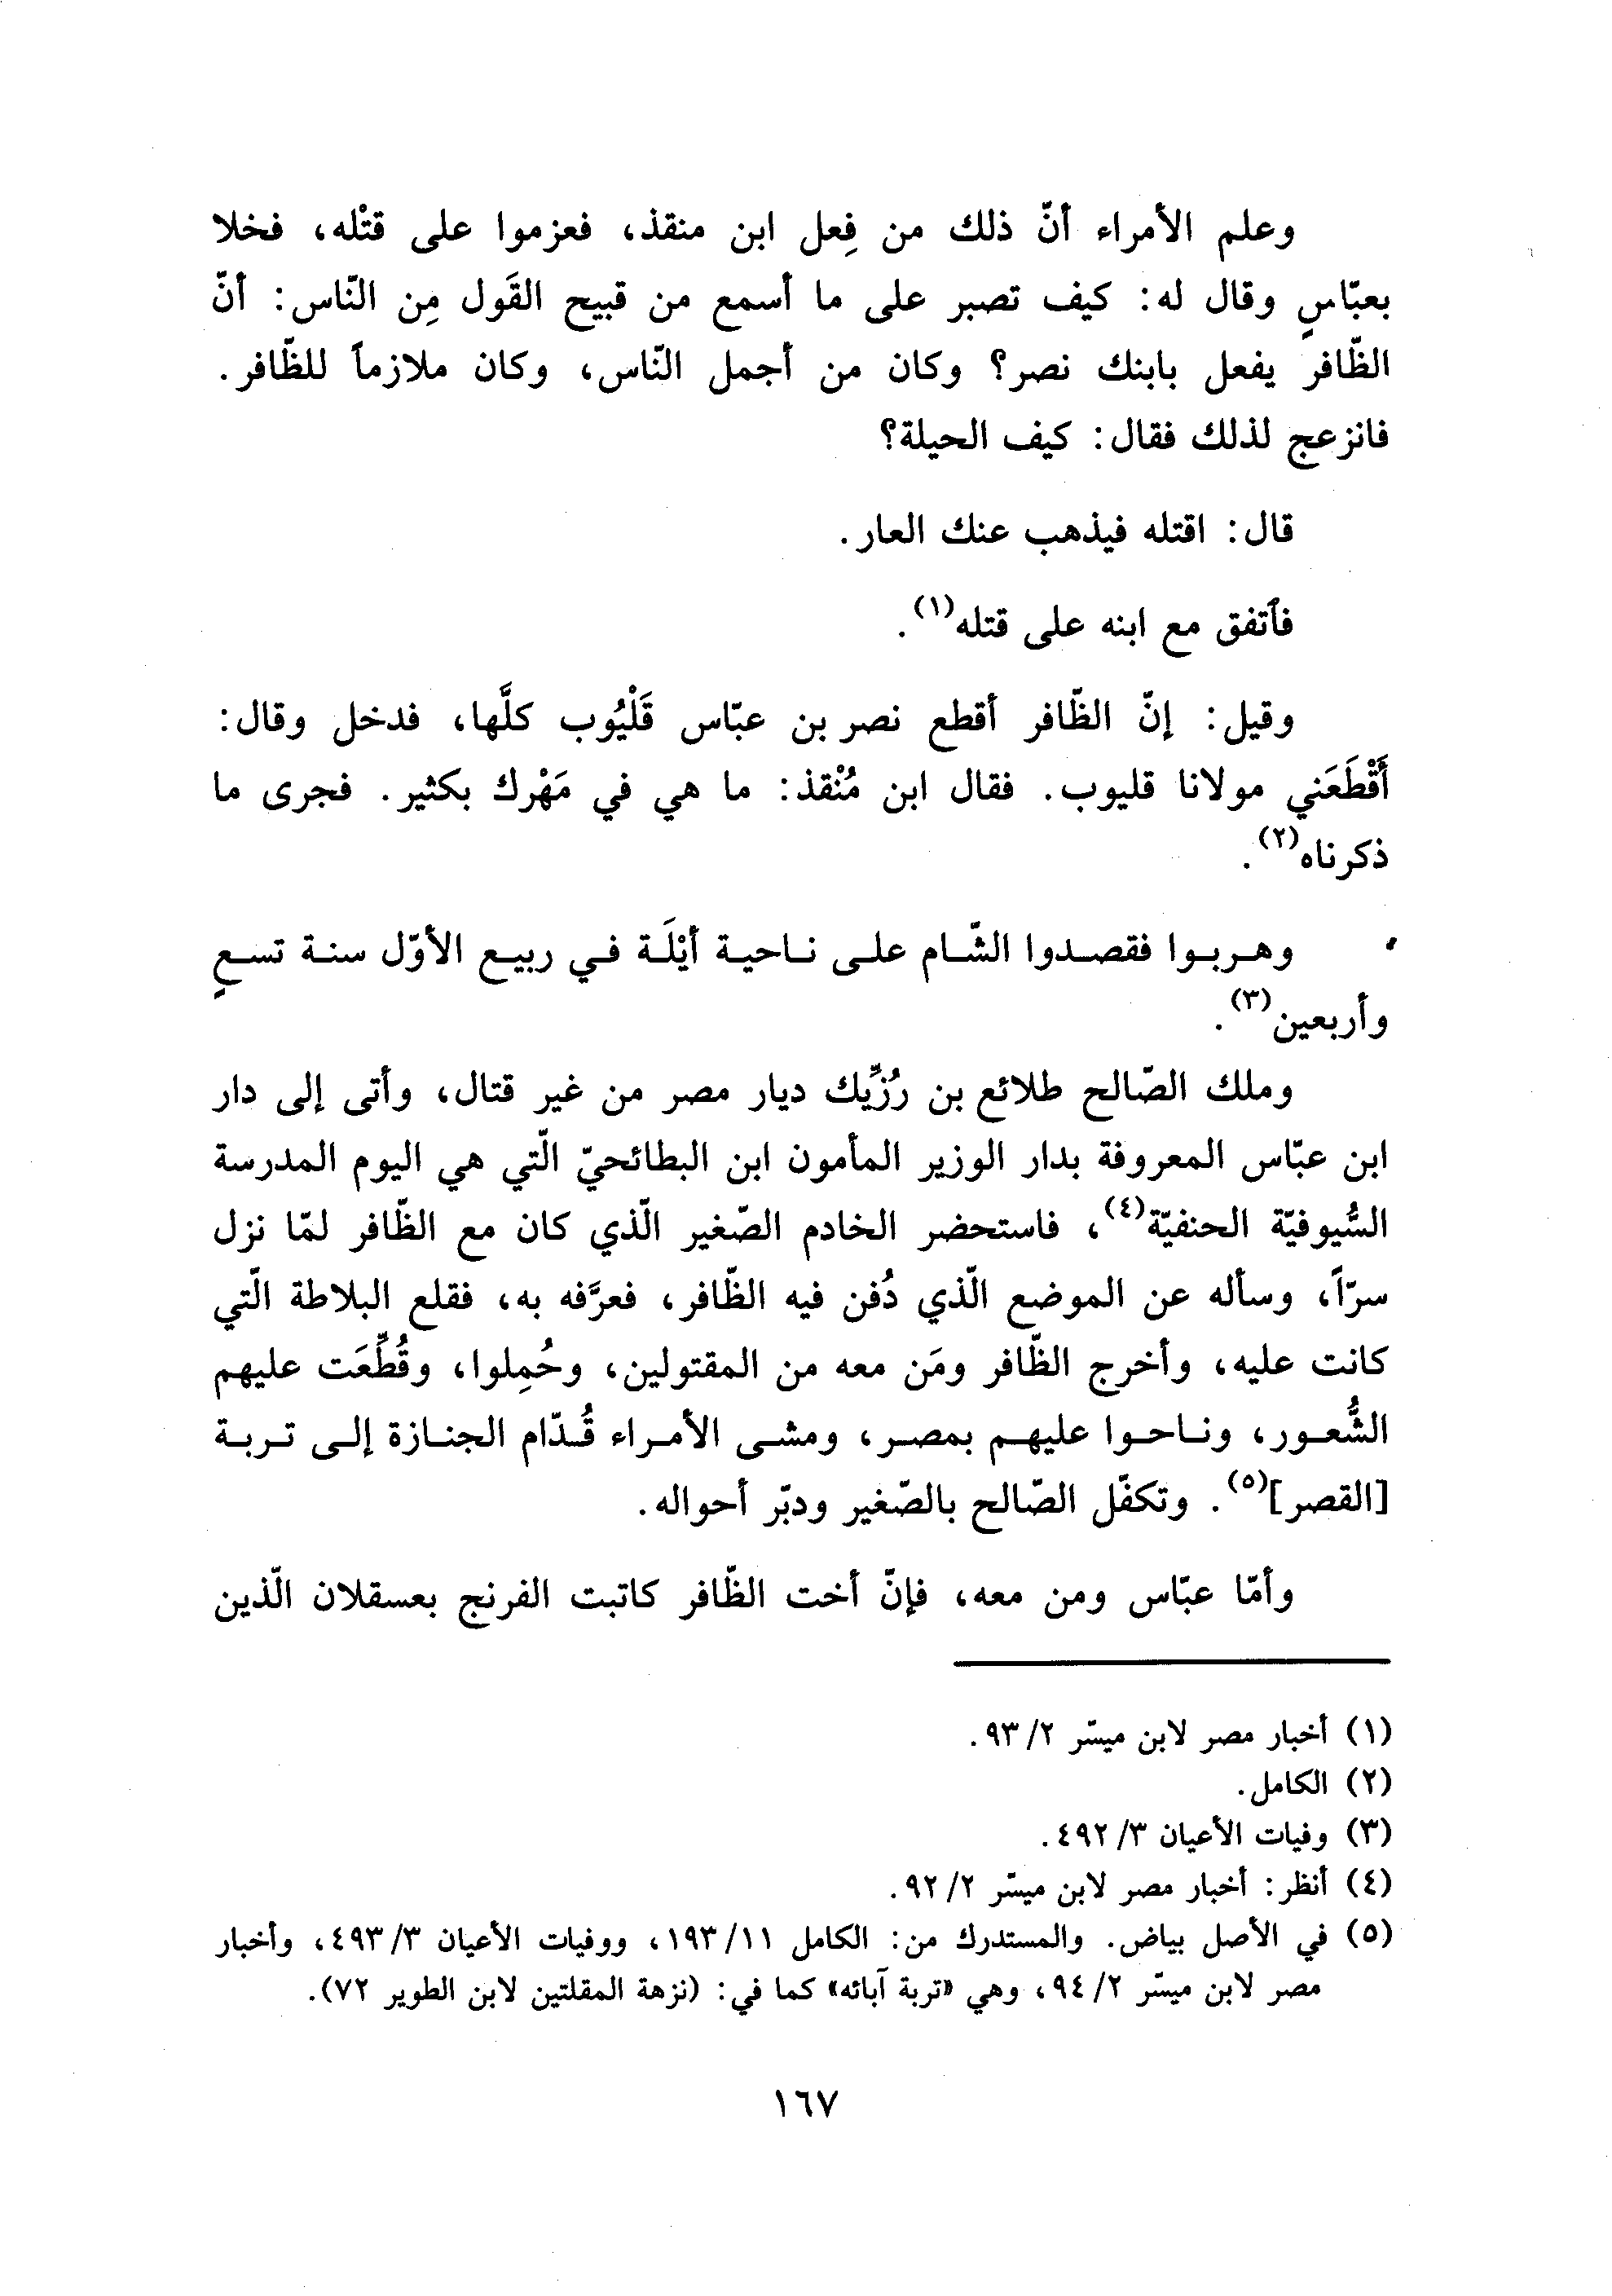 وعلم الأمراء أنّ ذلك من فِعل ابن منقذ، فعزموا على قتْله، فخلا
بعبّاسٍ وقال له: كيف تصبر على ما أسمع من قبيح القَول مِن النّاس: أنّ
الظّافر يفعل بابنك نصر؟ وكان من أجمل النّاس، وكان ملازماً للظّافر.
فانزعج لذلك فقال: كيف الحيلة؟
قال: اقتله فيذهب عنك العار.
فاتفق مع ابنه على قتله(١).
وقيل: إنّ الظّافر أقطع نصر بن عبّاس قَلْيُوب كلَّها، فدخل وقال:
أَقْطَعَني مولانا قليوب. فقال ابن مُنْقذ: ما هي في مَهْرك بكثير. فجرى ما
ذكرناه(٢).
وهربوا فقصدوا الشّام على ناحية أيْلَة في ربيع الأوّل سنة تسعٍ
وأربعين(٣).
وملك الصّالح طلائع بن رُزِّيك ديار مصر من غير قتال، وأتى إلى دار
ابن عبّاس المعروفة بدار الوزير المأمون ابن البطائحيّ الّتي هي اليوم المدرسة
السُّيوفيّة الحنفيّة(٤)، فاستحضر الخادم الصّغير الّذي كان مع الظّافر لمّا نزل
سرّاً، وسأله عن الموضع الّذي دُفن فيه الظّافر، فعرَّفه به، فقلع البلاطة الّتي
كانت عليه، وأخرج الظّافر ومَن معه من المقتولين، وحُمِلوا، وقُطِّعَت عليهم
الشُّعور، وناحوا عليهم بمصر، ومشى الأمراء قُدّام الجنازة إلى تربة
[القصر](٥). وتكفّل الصّالح بالصّغير ودبّر أحواله.
وأمّا عبّاس ومن معه، فإنّ أخت الظّافر كاتبت الفرنج بعسقلان الّذين
(١) أخبار مصر لابن ميسّر ٢/ ٩٣.
(٢) الكامل.
(٣) وفيات الأعيان ٣/ ٤٩٢.
(٤) أنظر: أخبار مصر لابن ميسّر ٢/ ٩٢.
(٥) في الأصل بياض. والمستدرك من: الكامل ١١/ ١٩٣، ووفيات الأعيان ٣/ ٤٩٣، وأخبار
مصر لابن ميسّر ٢/ ٩٤، وهي «تربة آبائه» كما في: (نزهة المقلتين لابن الطوير ٧٢).
١٦٧